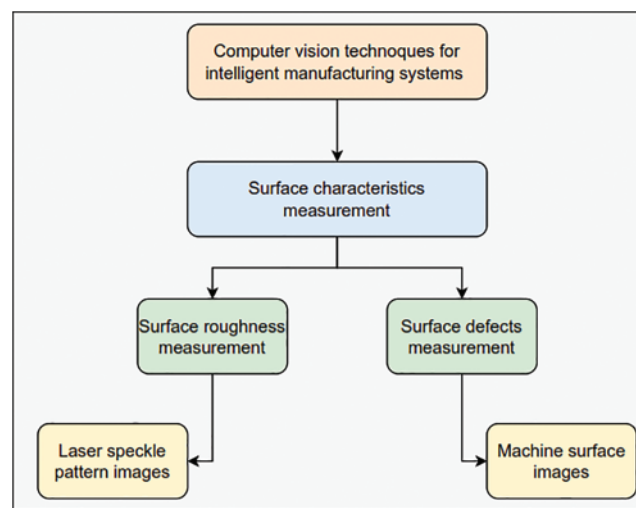 Computer vision technoques for
intelligent manufacturing systems
Surface characteristics
measurement
Surface roughness
measurement
Surface defects
measurement
Laser speckle
pattern images
Machine surface
images